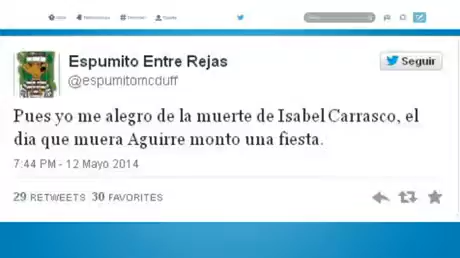 Espumito Entre Rejas
Seguir
@espumitomcduff
Pues yo me alegro de la muerte de Isabel Carrasco, el
dia que muera Aguirre monto una fiesta.
7:44 PM - 12 Mayo 2014
29 RETWEETS 30 FAVORITES